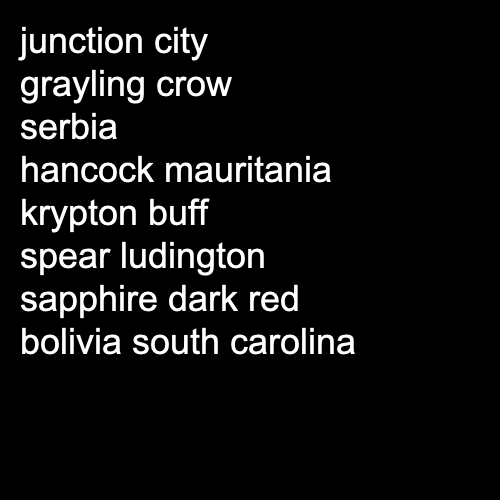 junction city
grayling crow
serbia
hancock mauritania
krypton buff
spear ludington
sapphire dark red
bolivia south carolina